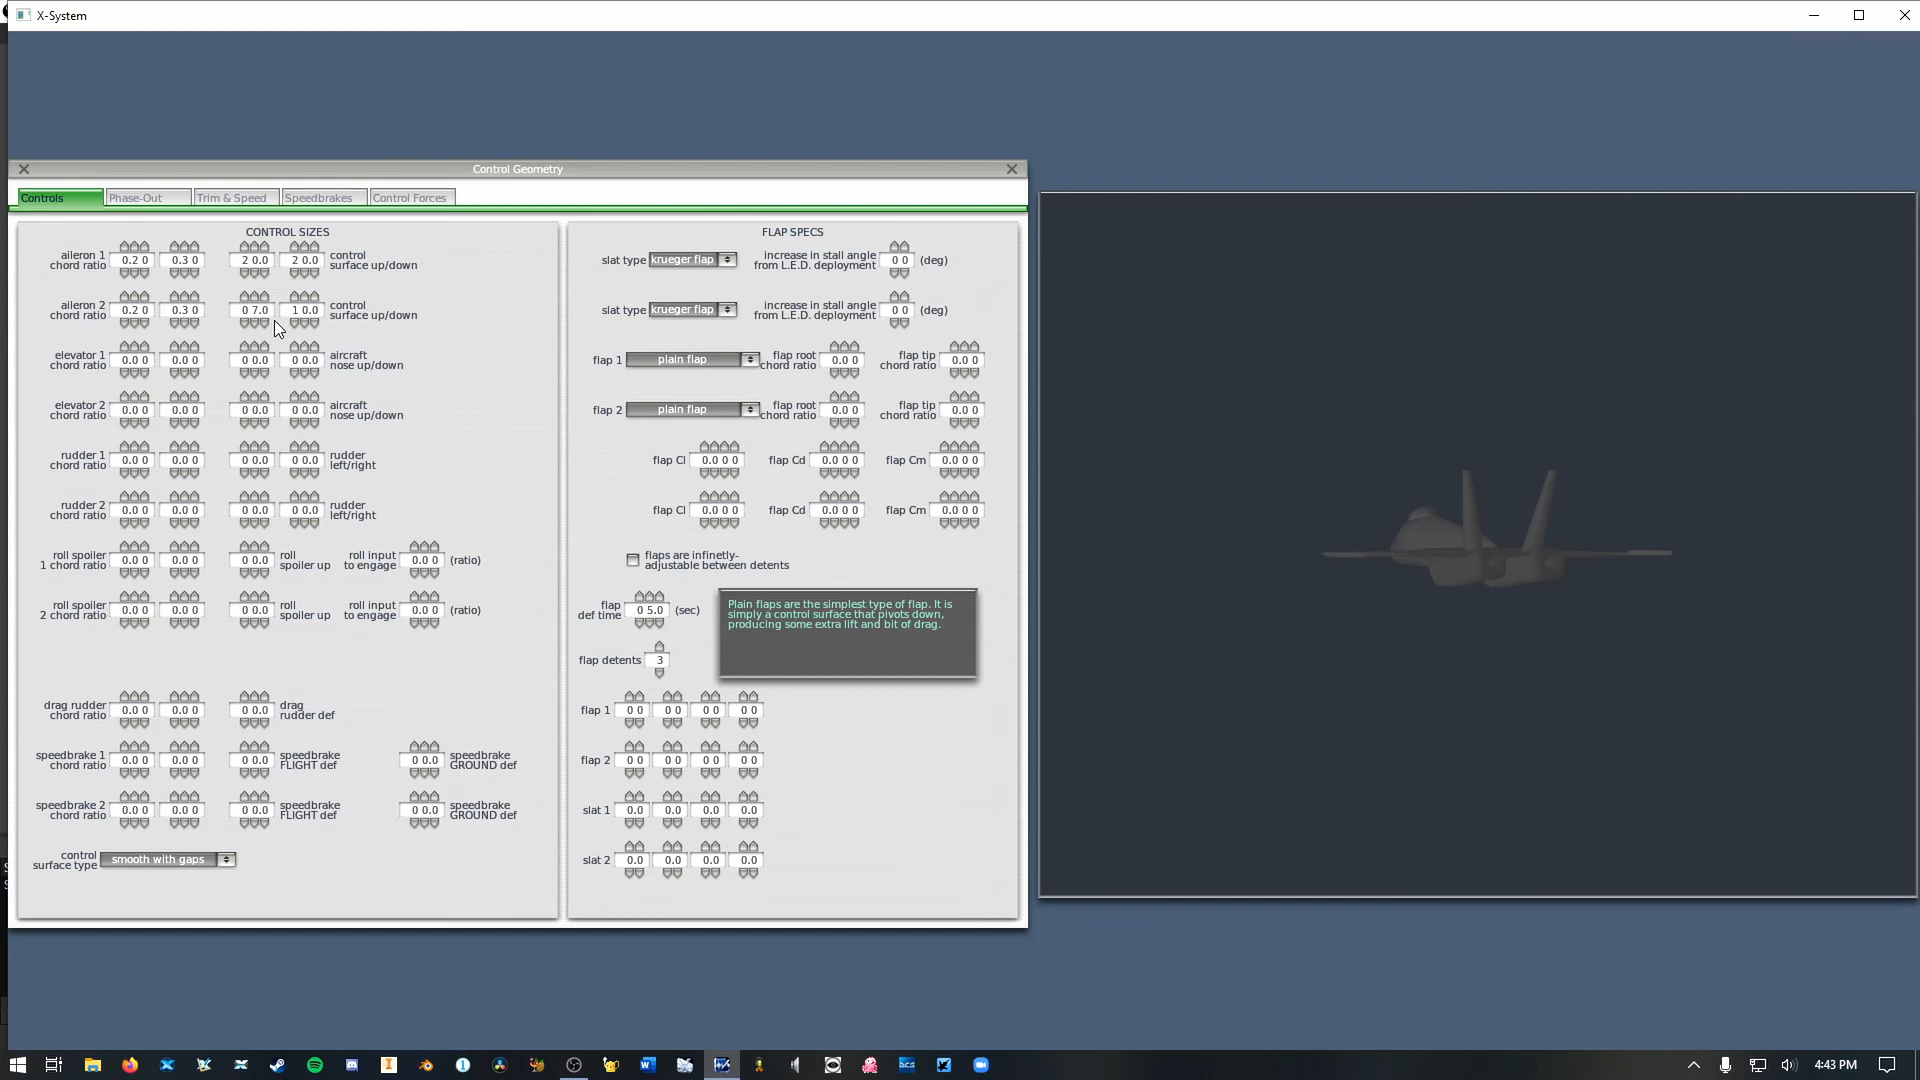 X-System
Control Geometry
Controls
Phase-Out
Trim & Speed
Speedbrakes
Control Forces
CONTROL SIZES
aileron 1
chord ratio
0.2 0
0.3 0
2 0.0
2 0.0
control
surface up/down
aileron 2
chord ratio
0.2 0
0.3 0
0 7.0
1 0.0
control
surface up/down
elevator 1
chord ratio
0.0 0
0.0 0
0 0.0
0 0.0
aircraft
nose up/down
elevator 2
chord ratio
0.0 0
0.0 0
0 0.0
0 0.0
aircraft
nose up/down
rudder 1
chord ratio
0.0 0
0.0 0
0 0.0
0 0.0
rudder
left/right
rudder 2
chord ratio
0.0 0
0.0 0
0 0.0
0 0.0
rudder
left/right
roll spoiler
1 chord ratio
0.0 0
0.0 0
0 0.0
roll
spoiler up
roll input
to engage
0.0 0
(ratio)
roll spoiler
2 chord ratio
0.0 0
0.0 0
0 0.0
roll
spoiler up
roll input
to engage
0.0 0
(ratio)
drag rudder
chord ratio
0.0 0
0.0 0
0 0.0
drag
rudder def
speedbrake 1
chord ratio
0.0 0
0.0 0
0 0.0
speedbrake
FLIGHT def
0 0.0
speedbrake
GROUND def
speedbrake 2
chord ratio
0.0 0
0.0 0
0 0.0
speedbrake
FLIGHT def
0 0.0
speedbrake
GROUND def
control
surface type
smooth with gaps
FLAP SPECS
slat type
krueger flap
increase in stall angle
from L.E.D. deployment
0 0
(deg)
slat type
krueger flap
increase in stall angle
from L.E.D. deployment
0 0
(deg)
flap 1
plain flap
flap root
chord ratio
0.0 0
flap tip
chord ratio
0.0 0
flap 2
plain flap
flap root
chord ratio
0.0 0
flap tip
chord ratio
0.0 0
flap Cl
0.0 0 0
flap Cd
0.0 0 0
flap Cm
0.0 0 0
flap Cl
0.0 0 0
flap Cd
0.0 0 0
flap Cm
0.0 0 0
flaps are infinetly-
adjustable between detents
flap
def time
0 5.0
(sec)
Plain flaps are the simplest type of flap. It is
simply a control surface that pivots down,
producing some extra lift and bit of drag.
flap detents
3
flap 1
0 0
0 0
0 0
0 0
flap 2
0 0
0 0
0 0
0 0
slat 1
0.0
0.0
0.0
0.0
slat 2
0.0
0.0
0.0
0.0
4:43 PM